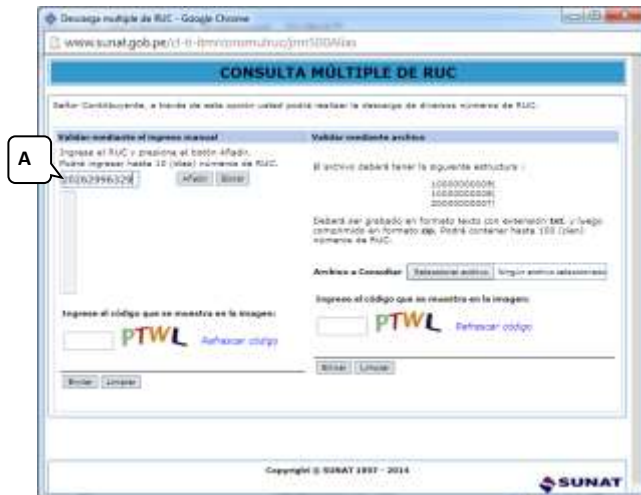 Descarga multiple de RUC - Google Chrome
www.sunat.gob.pe/cl-ti-itmrconsmulruc/jrmS00Alias
CONSULTA MÚLTIPLE DE RUC
Señor Contribuyente, a través de esta opción usted podrá realizar la descarga de diversos números de RUC.
Validar mediante el ingreso manual
Ingrese el RUC y presione el botón Añadir.
Podrá ingresar hasta 10 (diez) números de RUC.
A
20262996329
Añadir Borrar
Ingrese el código que se muestra en la imagen:
PTWL Refrescar código
Enviar Limpiar
Validar mediante archivo
El archivo deberá tener la siguiente estructura :
Deberá ser grabado en formato texto con extensión txt, y luego
comprimido en formato zip. Podrá contener hasta 100 (cien)
números de RUC.
Archivo a Consultar Seleccionar archivo Ningún archivo seleccionado
Ingrese el código que se muestra en la imagen:
PTWL Refrescar código
Enviar Limpiar
Copyright © SUNAT 1997 - 2014
SUNAT